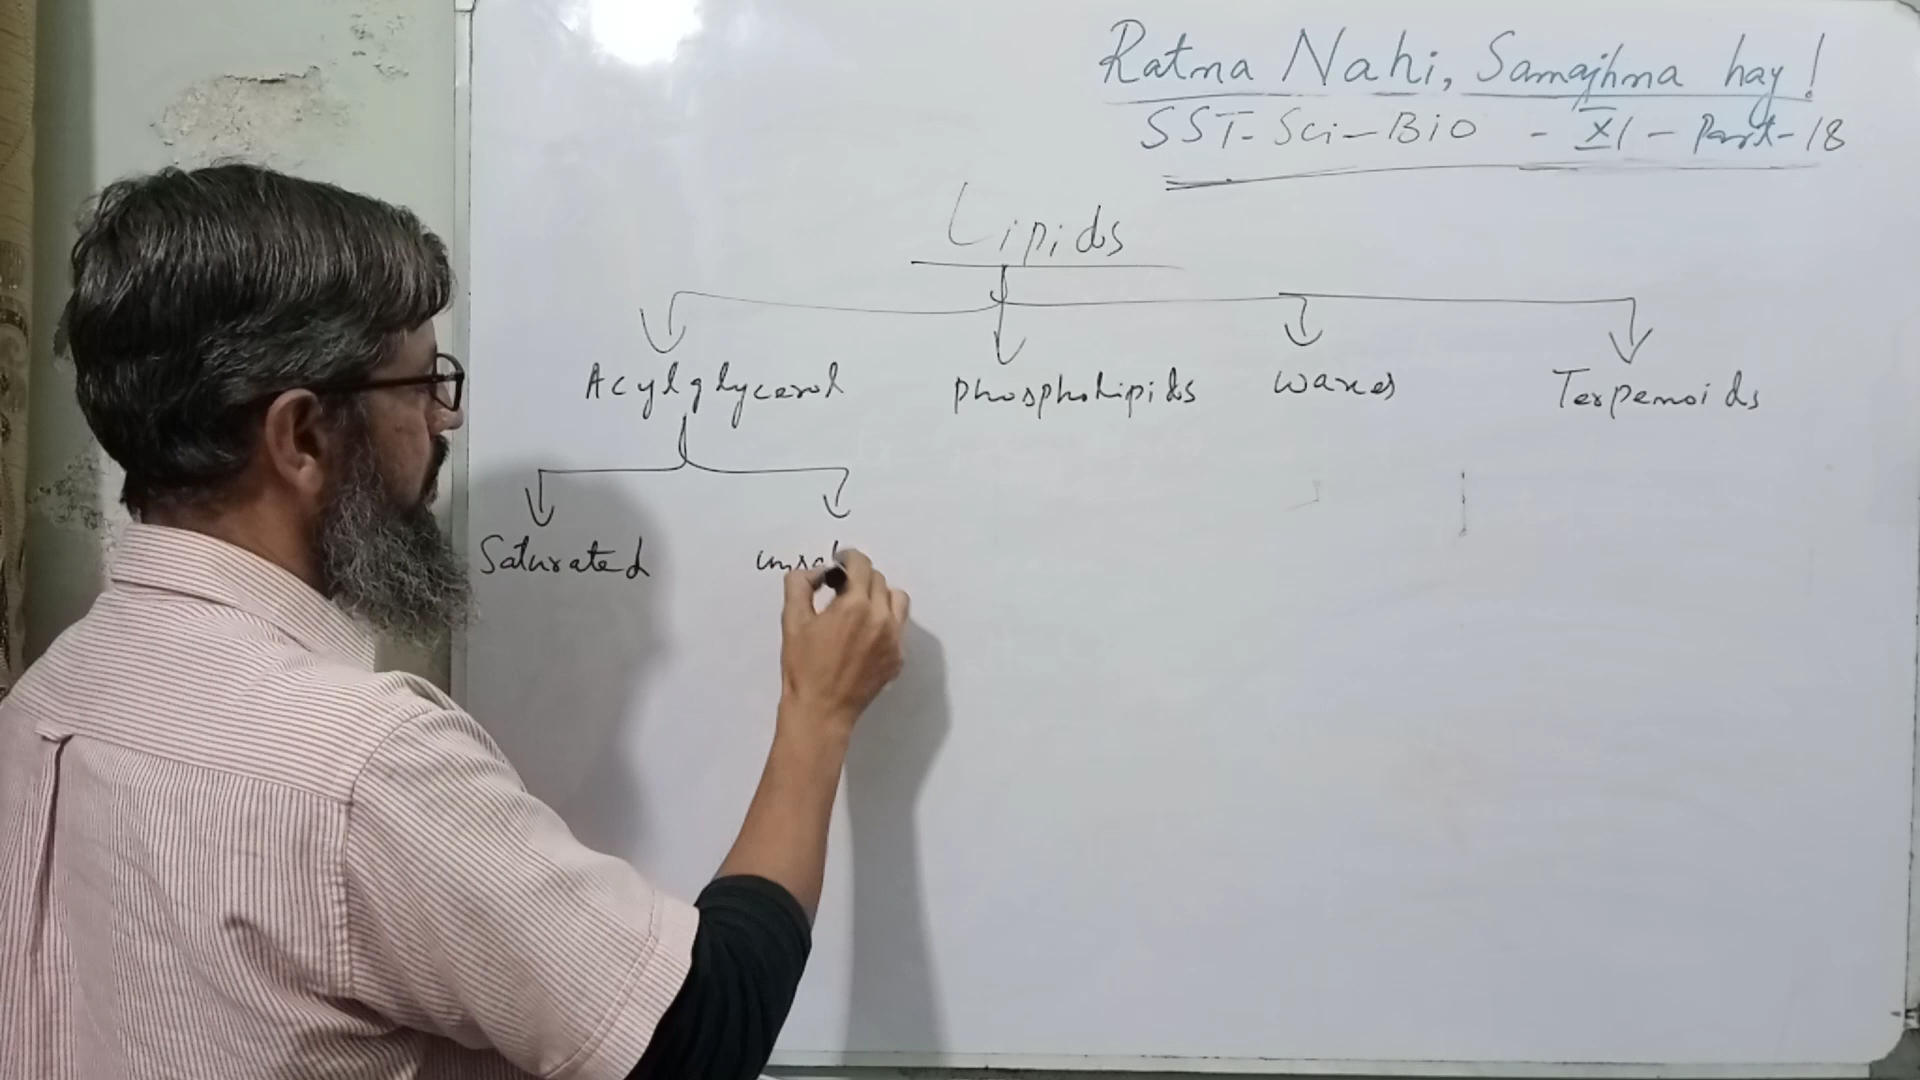 Ratna Nahi, Samajhna hay!
SST-Sci-BiO - XI - Part-18
Lipids
Acylglycerol Phospholipids Waxes Terpenoids
Saturated